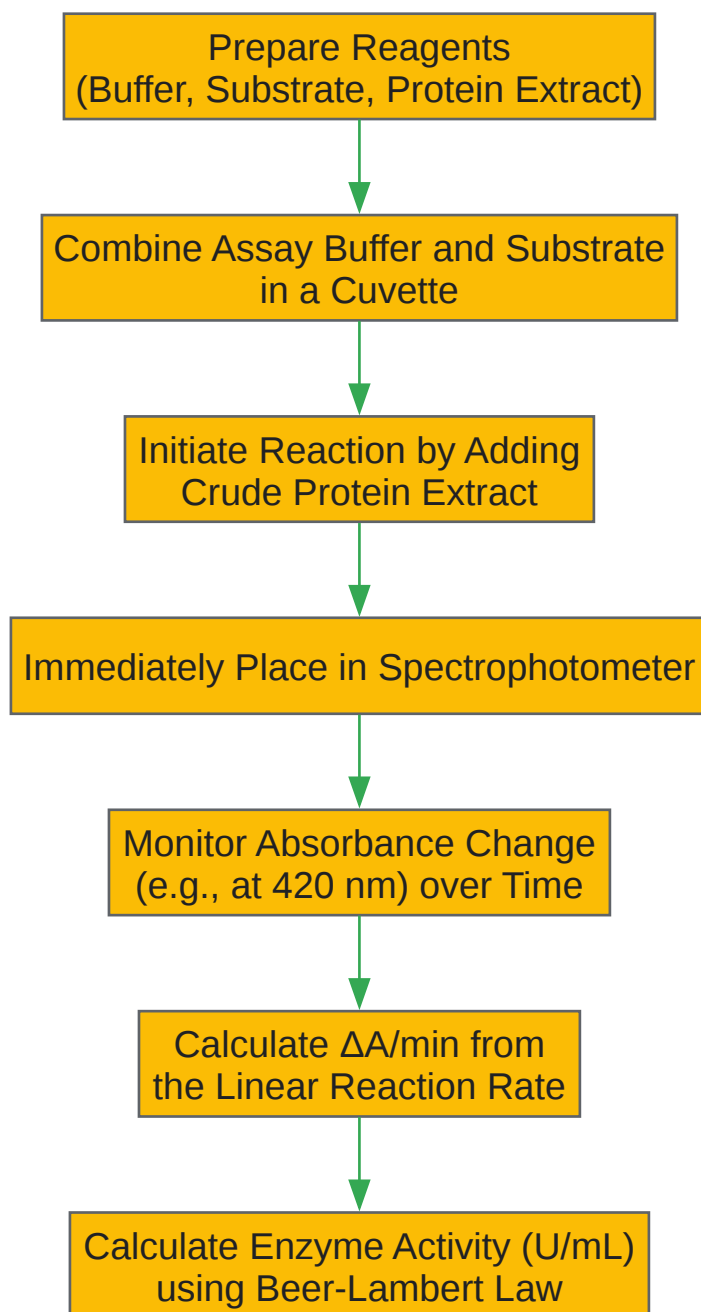 Prepare Reagents
(Buffer, Substrate, Protein Extract)
Combine Assay Buffer and Substrate
in a Cuvette
Initiate Reaction by Adding
Crude Protein Extract
Immediately Place in Spectrophotometer
Monitor Absorbance Change
(e.g., at 420 nm) over Time
Calculate ΔA/min from
the Linear Reaction Rate
Calculate Enzyme Activity (U/mL)
using Beer-Lambert Law